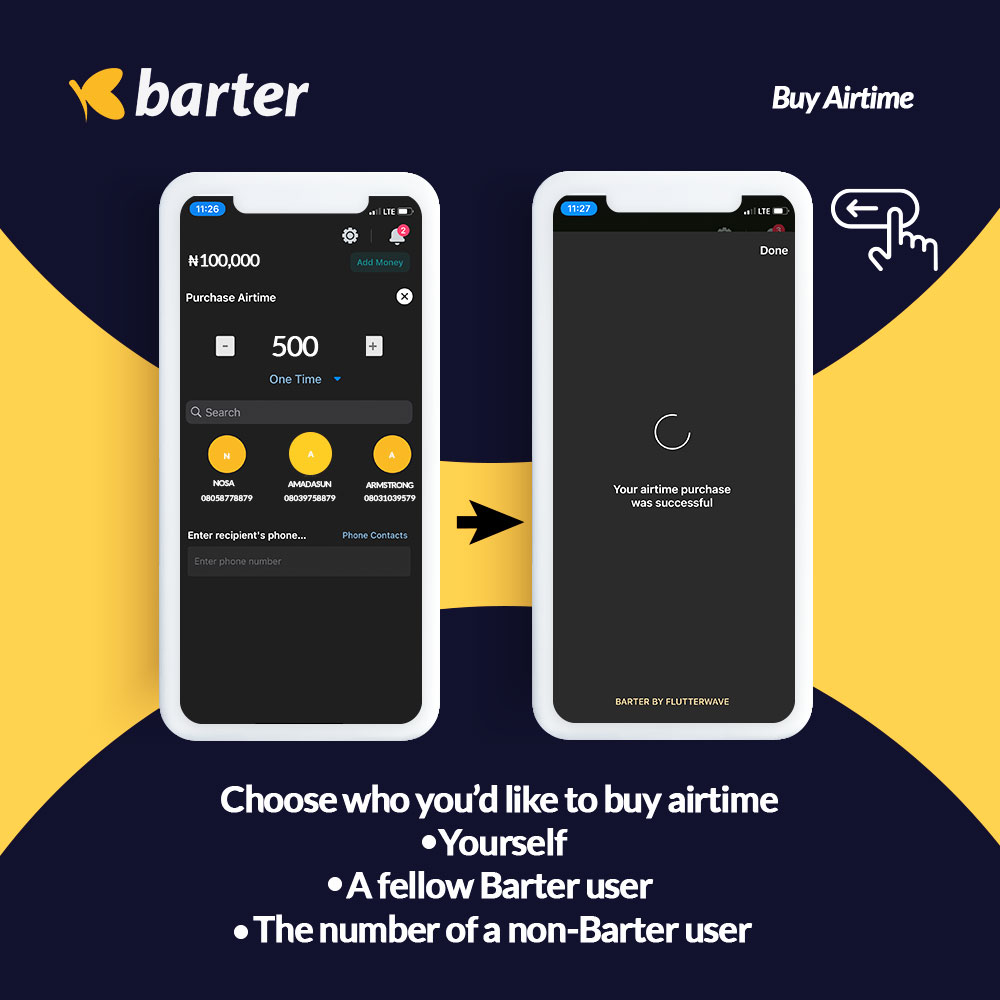 barter
Buy Airtime
11:26
LTE
2
₦100,000
Add Money
Purchase Airtime
-
500
+
One Time
Search
N
A
A
NOSA
AMADASUN
ARMSTRONG
08058778879
08039758879
08031039579
Enter recipient's phone...
Phone Contacts
Enter phone number
11:27
LTE
3
Done
Your airtime purchase
was successful
BARTER BY FLUTTERWAVE
Choose who you’d like to buy airtime
•Yourself
•A fellow Barter user
•The number of a non-Barter user